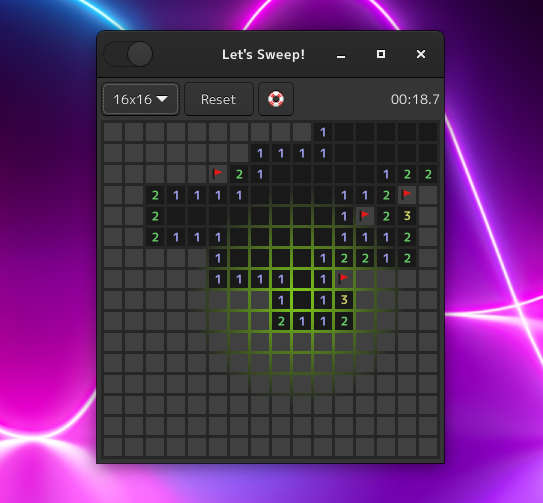 Let's Sweep!
16x16 Reset 00:18.7
1
1 1 1 1
2 1 1 2 2
2 1 1 1 1 1 1 2
2 1 2 3
2 1 1 1 1 1 1 2
1 1 2 2 1 2
1 1 1 1 1
1 1 3
2 1 1 2